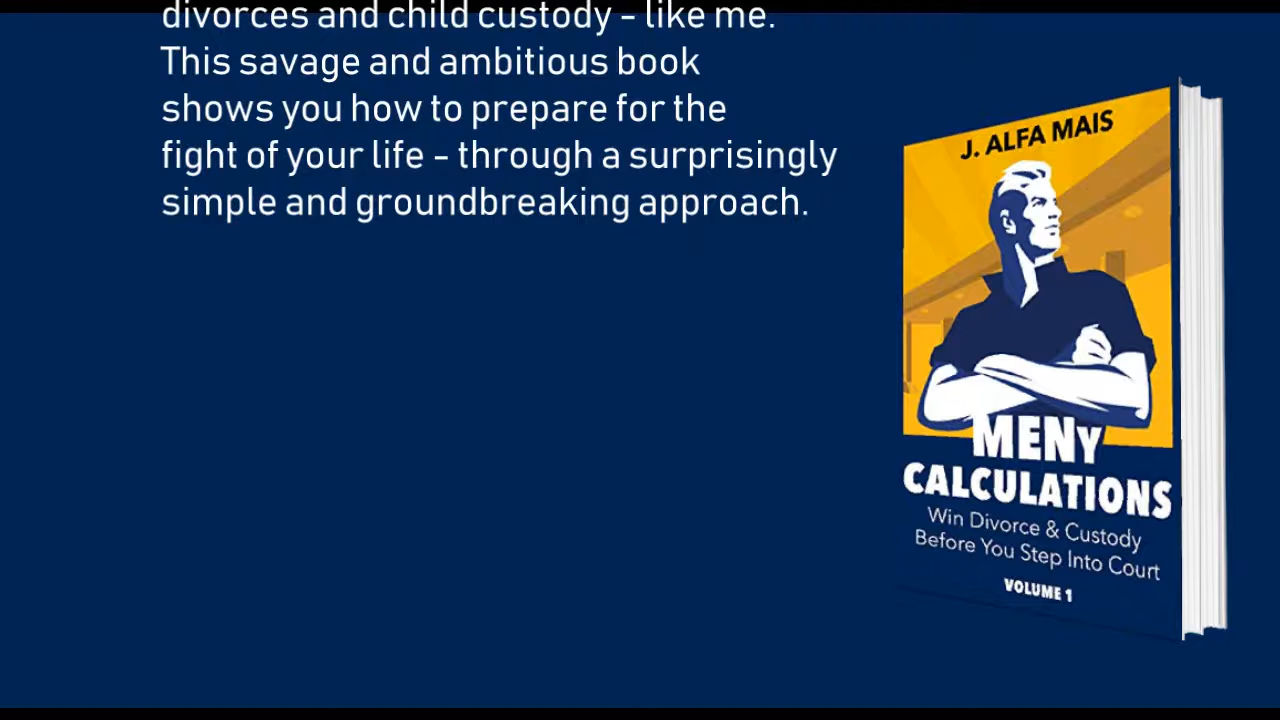 divorces and child custody - like me.
This savage and ambitious book
shows you how to prepare for the
fight of your life - through a surprisingly
simple and groundbreaking approach.
J. ALFA MAIS
MENY
CALCULATIONS
Win Divorce & Custody
Before You Step Into Court
VOLUME 1